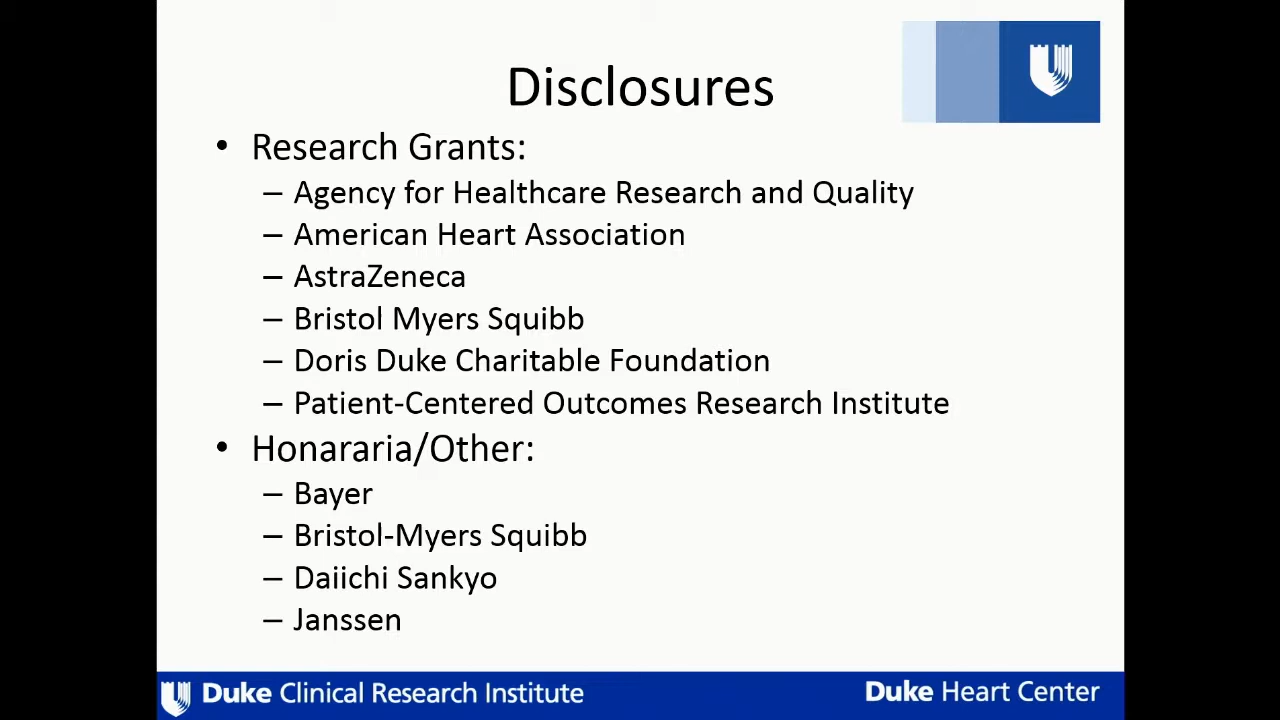 Disclosures
• Research Grants:
– Agency for Healthcare Research and Quality
– American Heart Association
– AstraZeneca
– Bristol Myers Squibb
– Doris Duke Charitable Foundation
– Patient-Centered Outcomes Research Institute
• Honararia/Other:
– Bayer
– Bristol-Myers Squibb
– Daiichi Sankyo
– Janssen
Duke Clinical Research Institute
Duke Heart Center